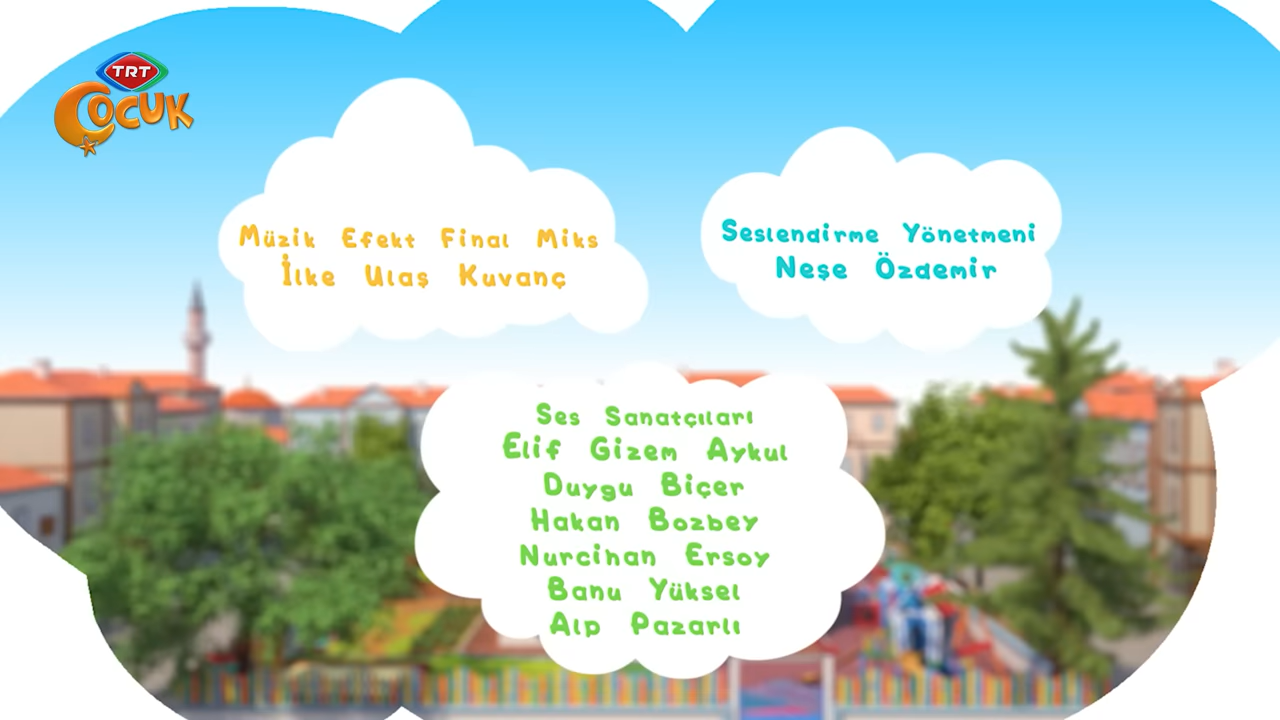 TRT
ÇOCUK
Müzik Efekt Final Miks
İlke Ulaş Kuvanç
Seslendirme Yönetmeni
Neşe Özdemir
Ses Sanatçıları
Elif Gizem Aykul
Duygu Biçer
Hakan Bozbey
Nurcihan Ersoy
Banu Yüksel
Alp Pazarlı